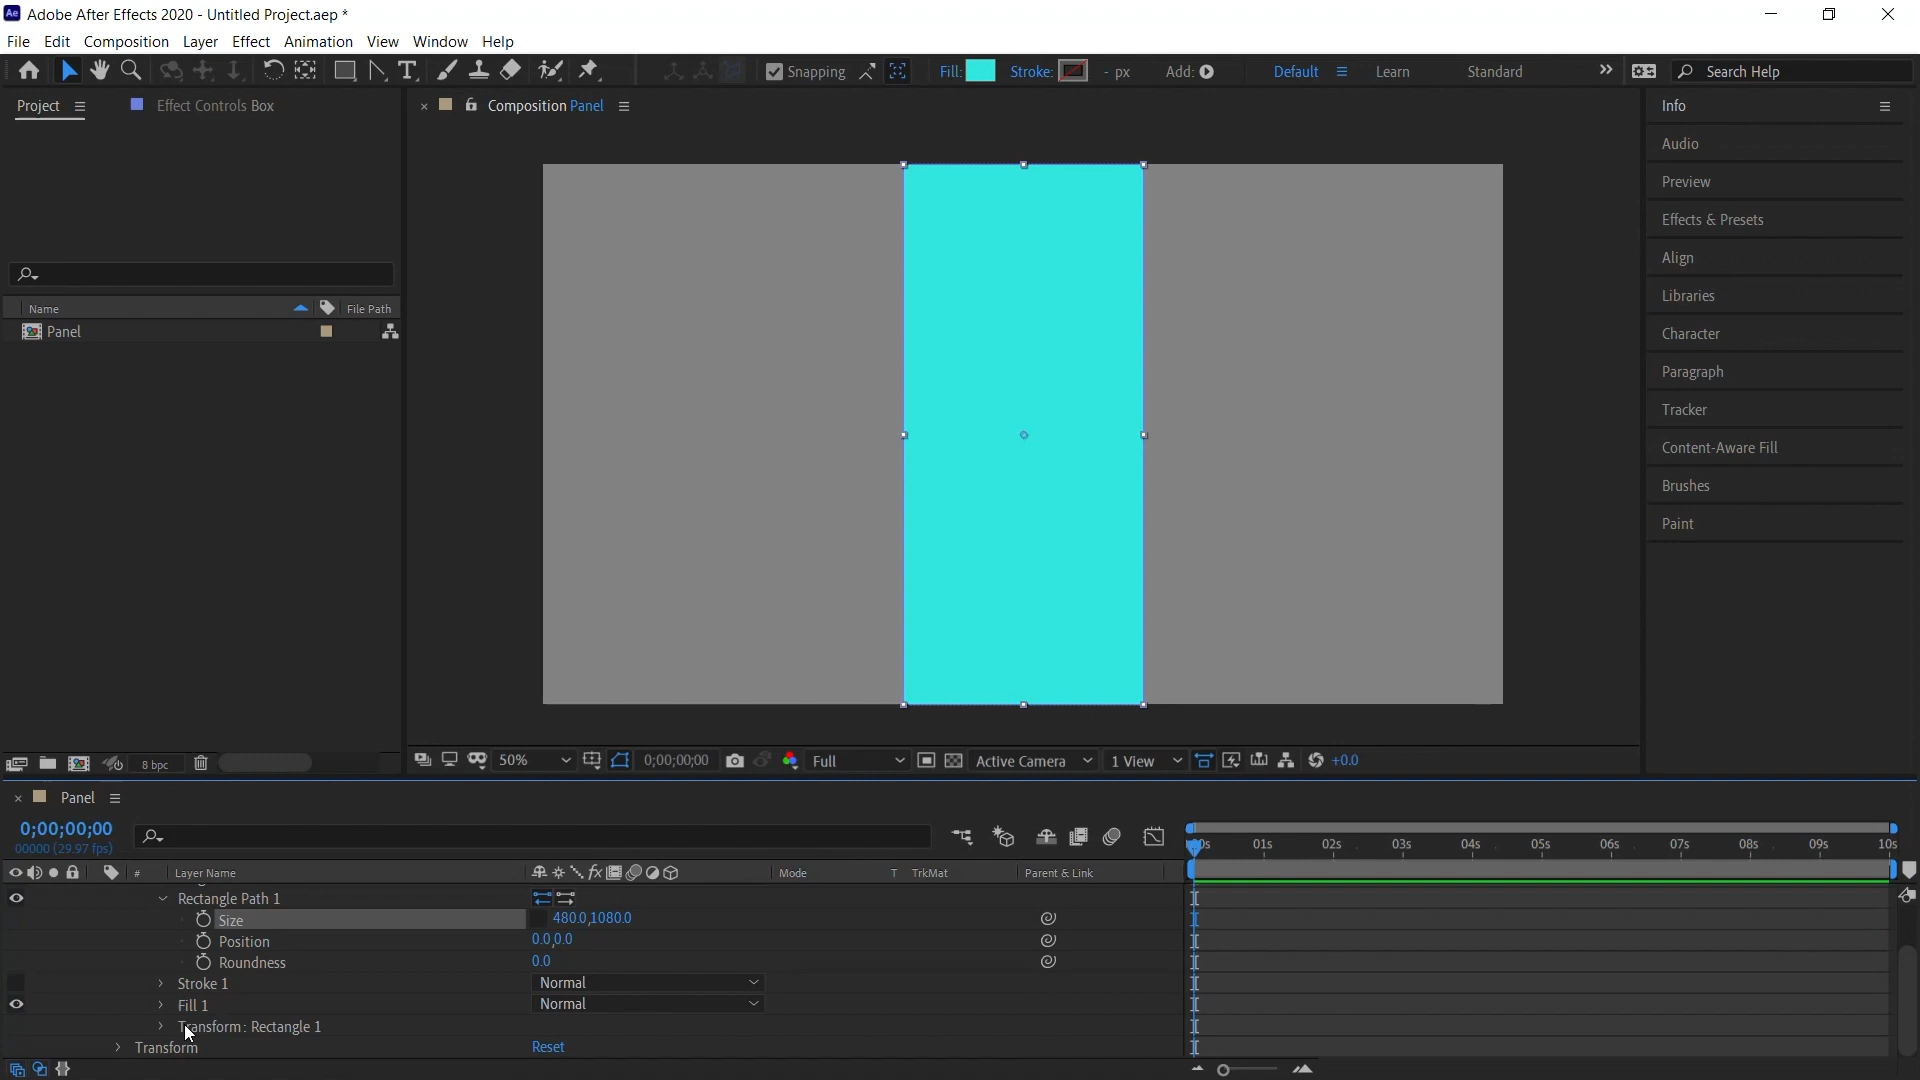 Ae Adobe After Effects 2020 - Untitled Project.aep *
File Edit Composition Layer Effect Animation View Window Help
Snapping Fill: Stroke: - px Add: Default Learn Standard Search Help
Project Effect Controls Box
Composition Panel
Info
Audio
Preview
Effects & Presets
Align
Libraries
Character
Paragraph
Tracker
Content-Aware Fill
Brushes
Paint
Name File Path
Panel
8 bpc
50% 0;00;00;00 Full Active Camera 1 View +0.0
Panel
0;00;00;00
00000 (29.97 fps)
01s 02s 03s 04s 05s 06s 07s 08s 09s 10s
# Layer Name Mode T TrkMat Parent & Link
Rectangle Path 1
Size 480.0,1080.0
Position 0.0,0.0
Roundness 0.0
Stroke 1 Normal
Fill 1 Normal
Transform: Rectangle 1
Transform Reset